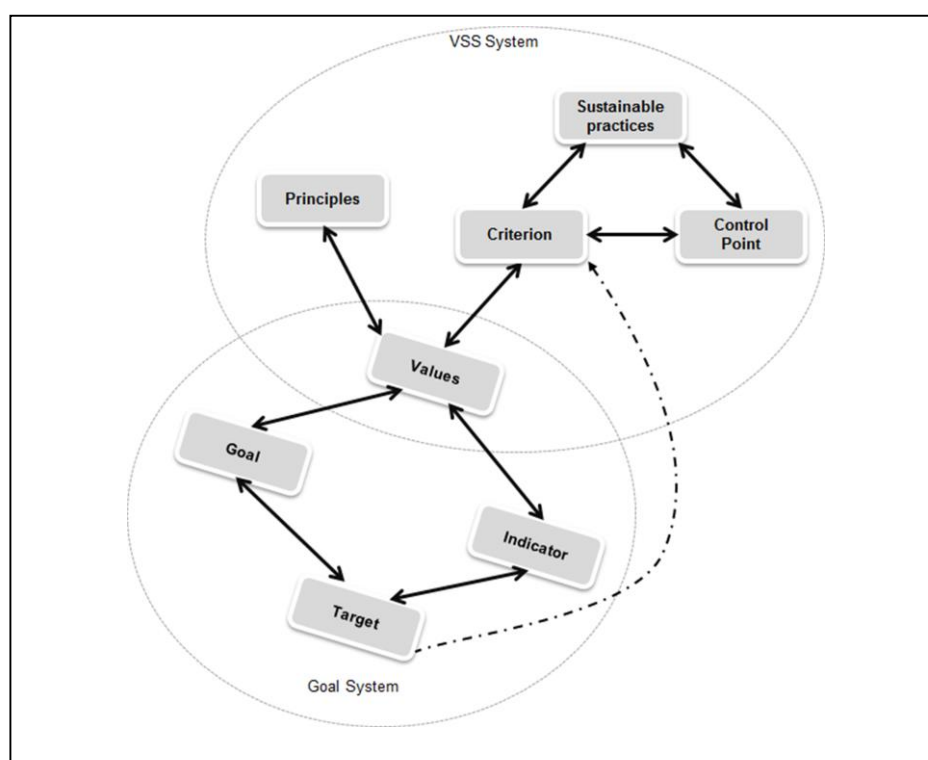 VSS System
Sustainable
practices
Principles
Criterion
Control
Point
Values
Goal
Indicator
Target
Goal System